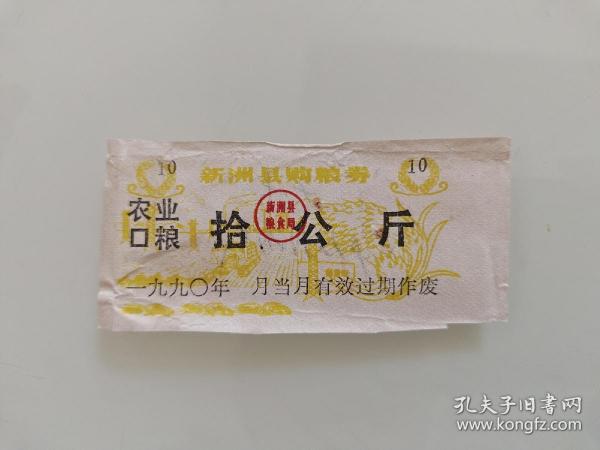 10 10
新洲县购粮券
农业
口粮
拾公斤
新洲县
粮食局
一九九〇年 月当月有效过期作废
孔夫子旧书网
www.kongfz.com